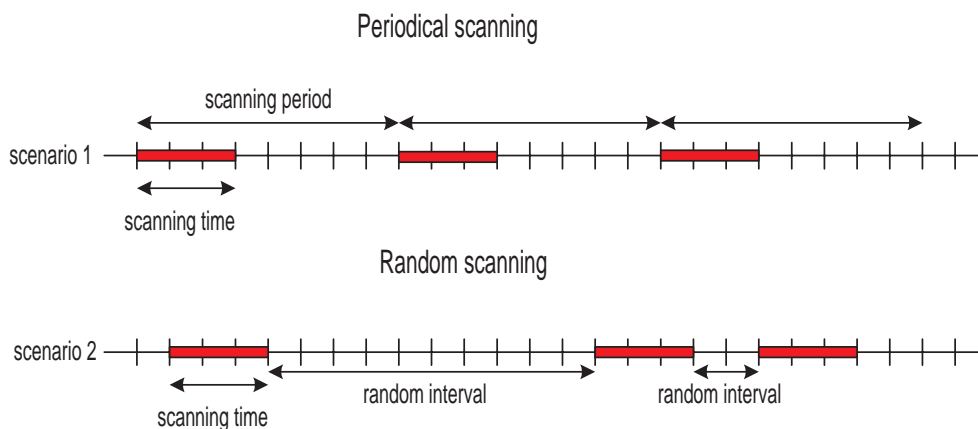 Periodical scanning
scanning period
scenario 1
scanning time
Random scanning
scenario 2
random interval
random interval
scanning time